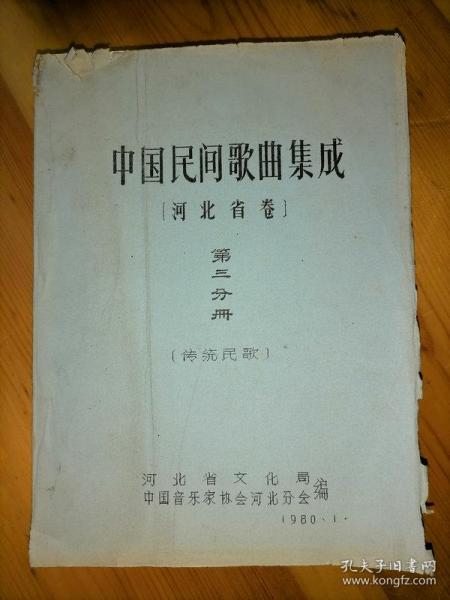 中国民间歌曲集成
〔河北省卷〕
第三分册
〔传统民歌〕
河北省文化局
中国音乐家协会河北分会
编
1980、1.
孔夫子旧书网
www.kongfz.com